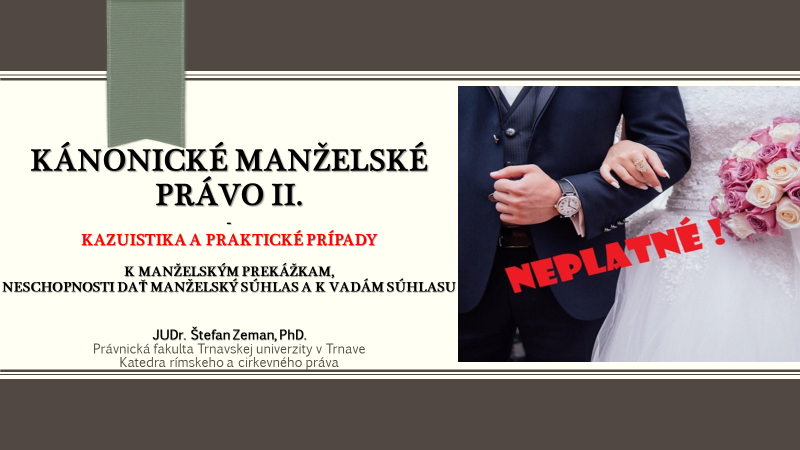 KÁNONICKÉ MANŽELSKÉ
PRÁVO II.
-
KAZUISTIKA A PRAKTICKÉ PRÍPADY
K MANŽELSKÝM PREKÁŽKAM,
NESCHOPNOSTI DAŤ MANŽELSKÝ SÚHLAS A K VADÁM SÚHLASU
JUDr. Štefan Zeman, PhD.
Právnická fakulta Trnavskej univerzity v Trnave
Katedra rímskeho a cirkevného práva
NEPLATNÉ !